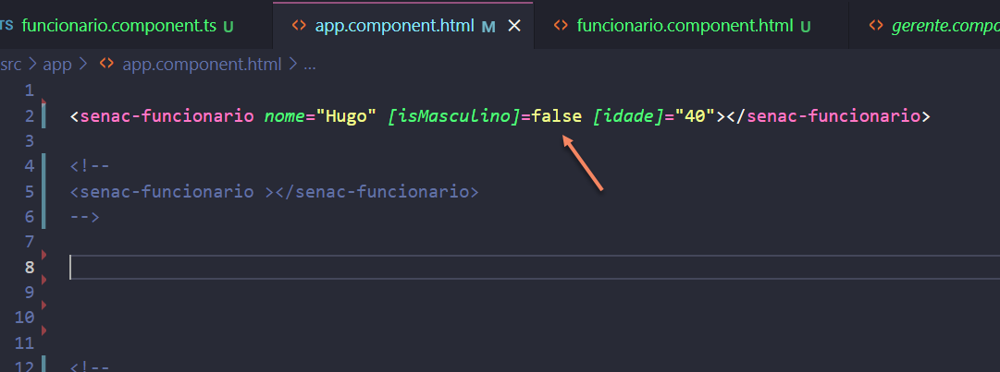 TS funcionario.component.ts U
app.component.html M
funcionario.component.html U
gerente.compo
src > app > app.component.html > ...
1
2 <senac-funcionario nome="Hugo" [isMasculino]=false [idade]="40"></senac-funcionario>
3
4 <!--
5 <senac-funcionario ></senac-funcionario>
6 -->
7
8
9
10
11
12 <!--